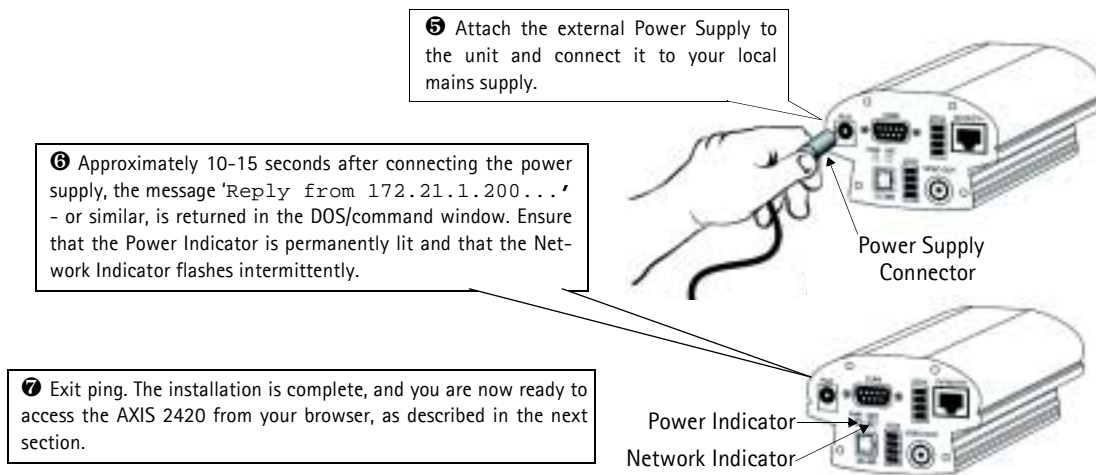 ❺ Attach the external Power Supply to
the unit and connect it to your local
mains supply.
❻ Approximately 10-15 seconds after connecting the power
supply, the message ‘Reply from 172.21.1.200...’
- or similar, is returned in the DOS/command window. Ensure
that the Power Indicator is permanently lit and that the Net-
work Indicator flashes intermittently.
Power Supply
Connector
❼ Exit ping. The installation is complete, and you are now ready to
access the AXIS 2420 from your browser, as described in the next
section.
Power Indicator
Network Indicator